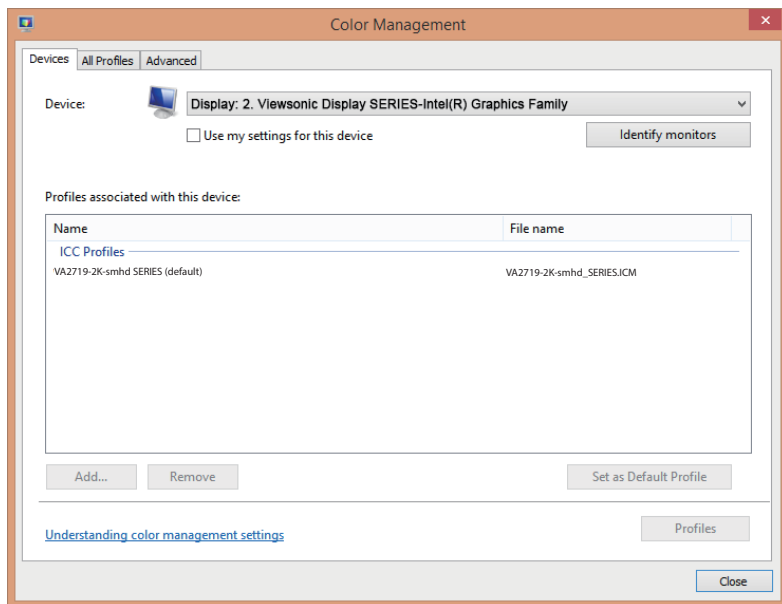 Color Management
Devices All Profiles Advanced
Device: Display: 2. Viewsonic Display SERIES-Intel(R) Graphics Family
Use my settings for this device Identify monitors
Profiles associated with this device:
Name File name
ICC Profiles
VA2719-2K-smhd SERIES (default) VA2719-2K-smhd_SERIES.ICM
Add... Remove Set as Default Profile
Understanding color management settings Profiles
Close